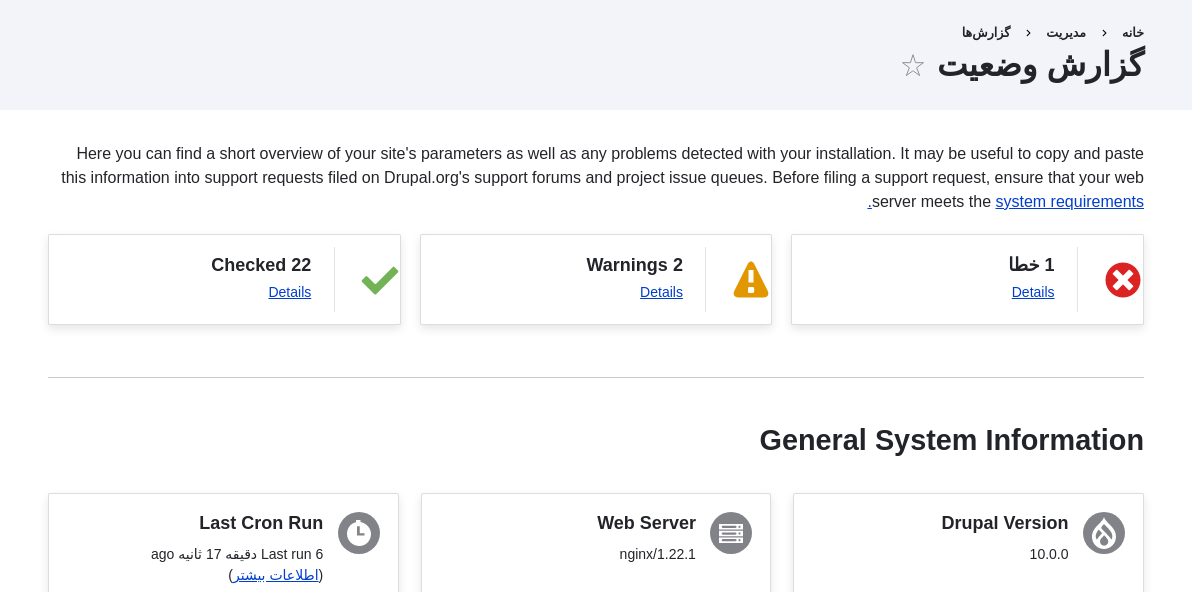 خانه › مدیریت › گزارش‌ها
گزارش وضعیت ☆
Here you can find a short overview of your site's parameters as well as any problems detected with your installation. It may be useful to copy and paste
this information into support requests filed on Drupal.org's support forums and project issue queues. Before filing a support request, ensure that your web
server meets the system requirements.
1 خطا
Details
2 Warnings
Details
22 Checked
Details
General System Information
Drupal Version
10.0.0
Web Server
nginx/1.22.1
Last Cron Run
Last run 6 دقیقه 17 ثانیه ago
(اطلاعات بیشتر)